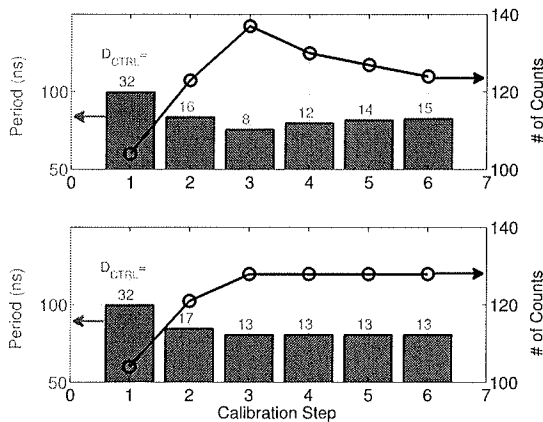 140
D_CTRL=
32
16
8
12
14
15
100
50
120
100
Period (ns)
# of Counts
0 1 2 3 4 5 6 7
140
D_CTRL=
32
17
13
13
13
13
100
50
120
100
Period (ns)
# of Counts
0 1 2 3 4 5 6 7
Calibration Step